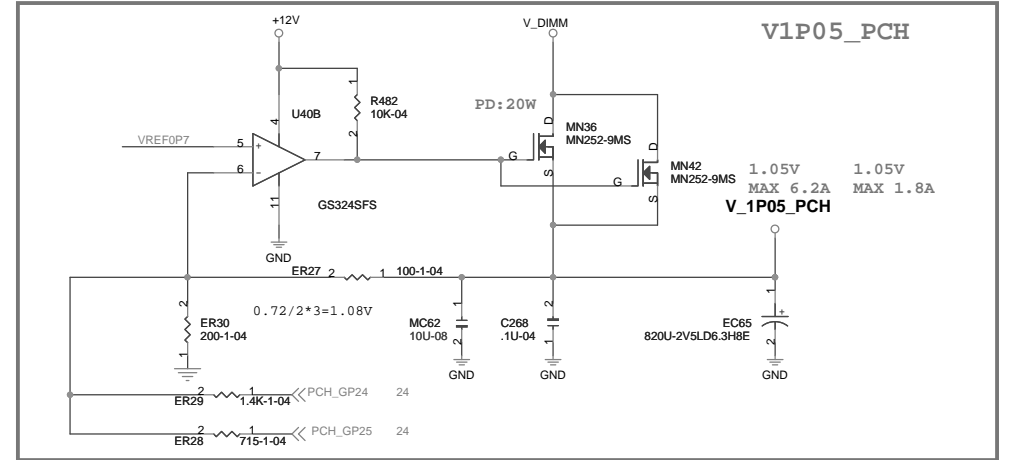 +12V
V_DIMM
V1P05_PCH
1
R482
10K-04
2
U40B
4
PD:20W
D
MN36
MN252-9MS
D
VREF0P7
5
+
7
G
MN42
MN252-9MS
1.05V
1.05V
6
-
S
G
MAX 6.2A
MAX 1.8A
11
GS324SFS
S
V_1P05_PCH
GND
ER27
2
1
100-1-04
2
ER30
200-1-04
1
0.72/2*3=1.08V
1
MC62
10U-08
2
GND
2
C268
.1U-04
1
GND
1
+
EC65
820U-2V5LD6.3H8E
2
GND
2
1
PCH_GP24
24
ER29
1.4K-1-04
2
1
PCH_GP25
24
ER28
715-1-04